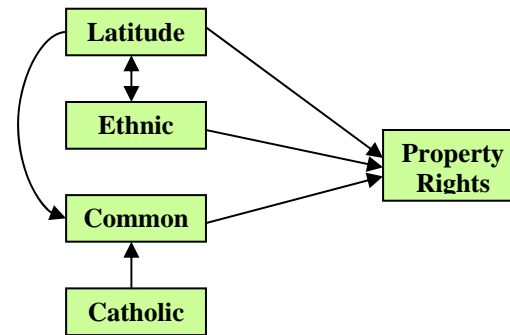 Latitude
Ethnic
Property
Rights
Common
Catholic